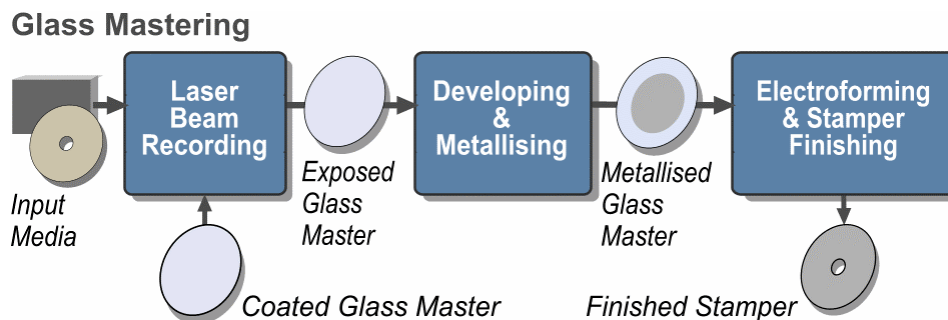 Glass Mastering
Laser
Beam
Recording
Developing
&
Metallising
Electroforming
& Stamper
Finishing
Input
Media
Exposed
Glass
Master
Metallised
Glass
Master
Coated Glass Master
Finished Stamper